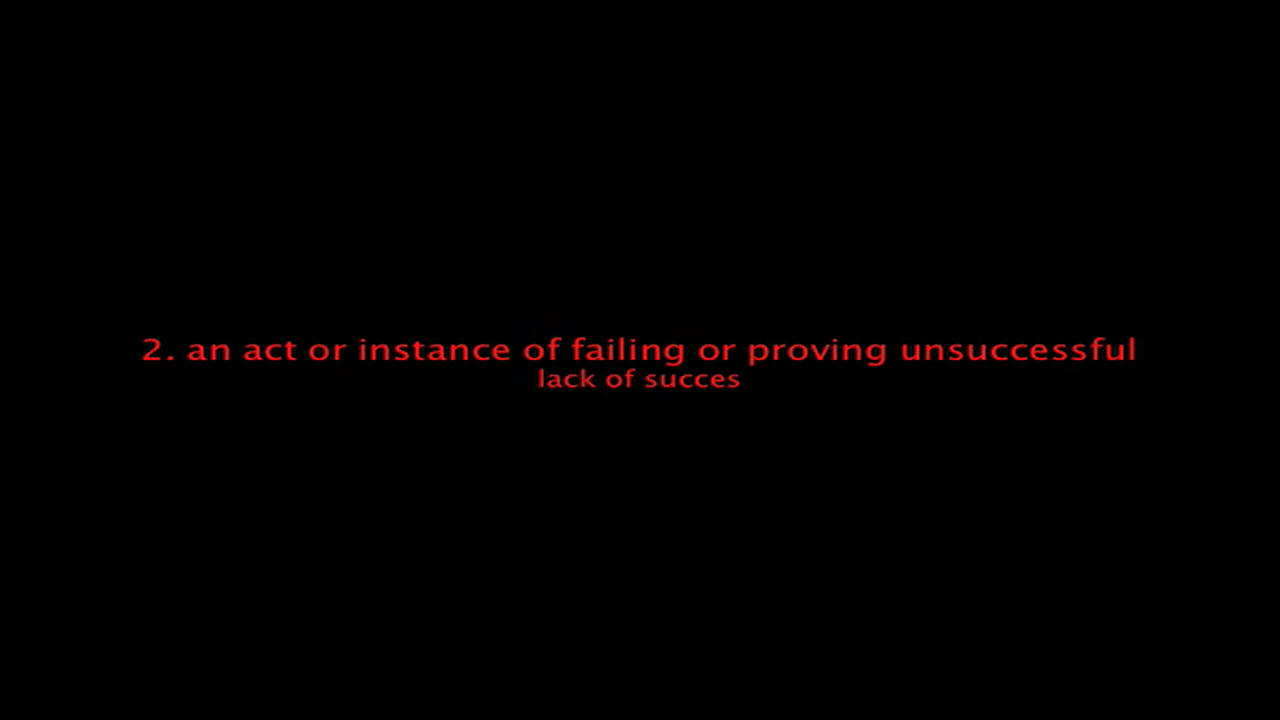 2. an act or instance of failing or proving unsuccessful
lack of succes